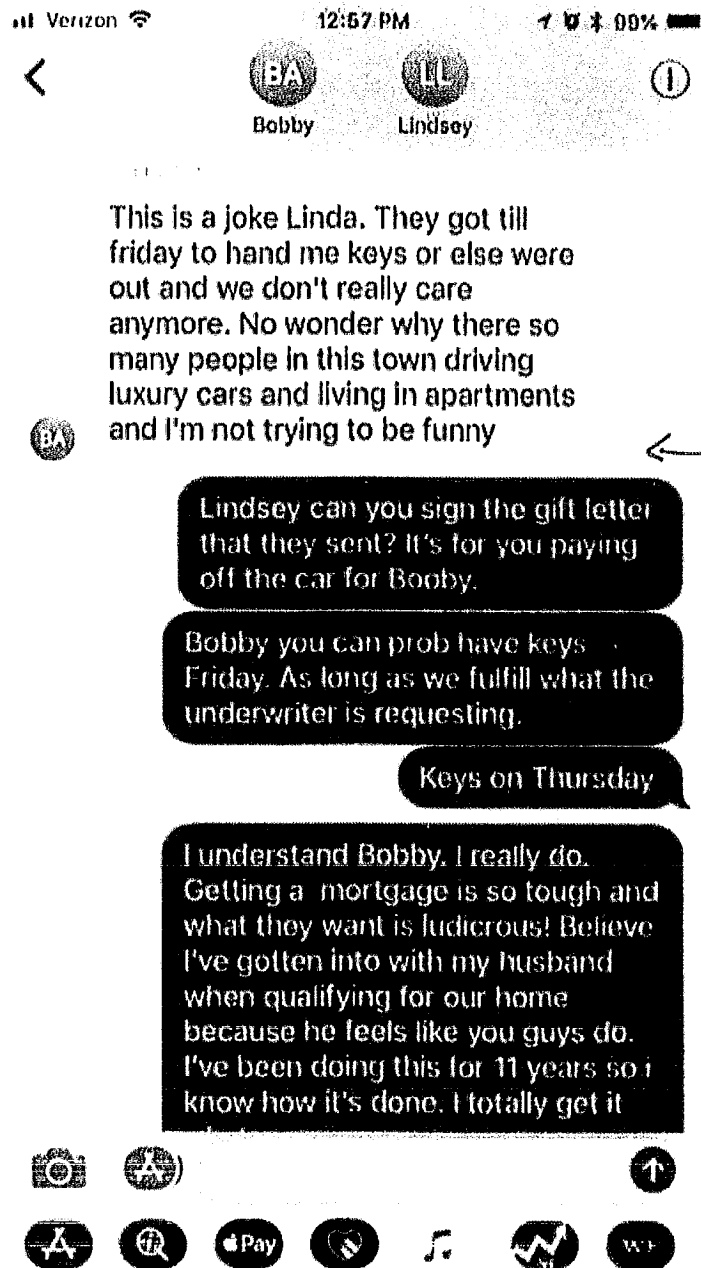 Verizon 12:57 PM 99%
BA LL
Bobby Lindsey
This is a joke Linda. They got till
friday to hand me keys or else were
out and we don't really care
anymore. No wonder why there so
many people in this town driving
luxury cars and living in apartments
BA and I'm not trying to be funny
Lindsey can you sign the gift letter
that they sent? It's for you paying
off the car for Booby.
Bobby you can prob have keys
Friday. As long as we fulfill what the
underwriter is requesting.
Keys on Thursday
I understand Bobby. I really do.
Getting a mortgage is so tough and
what they want is ludicrous! Believe
I've gotten into with my husband
when qualifying for our home
because he feels like you guys do.
I've been doing this for 11 years so i
know how it's done. I totally get it
Pay